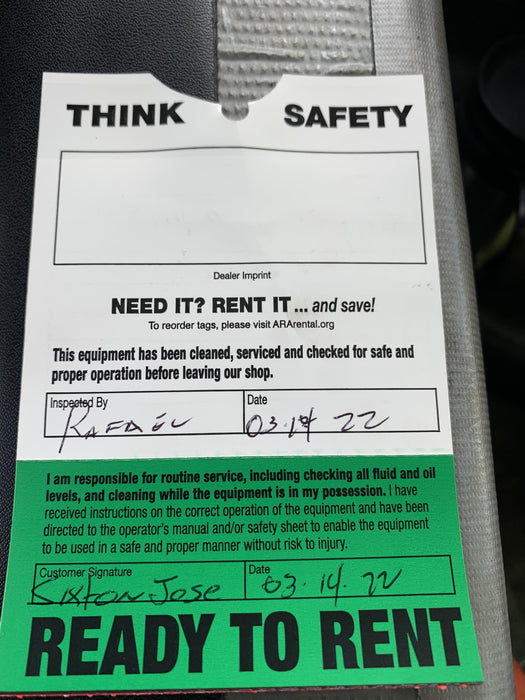 THINK SAFETY
Dealer Imprint
NEED IT? RENT IT ... and save!
To reorder tags, please visit ARArental.org
This equipment has been cleaned, serviced and checked for safe and
proper operation before leaving our shop.
Inspected By Date
RAFAEL 03.14 22
I am responsible for routine service, including checking all fluid and oil
levels, and cleaning while the equipment is in my possession. I have
received instructions on the correct operation of the equipment and have been
directed to the operator's manual and/or safety sheet to enable the equipment
to be used in a safe and proper manner without risk to injury.
Customer Signature Date
Jose 03.14.22
READY TO RENT